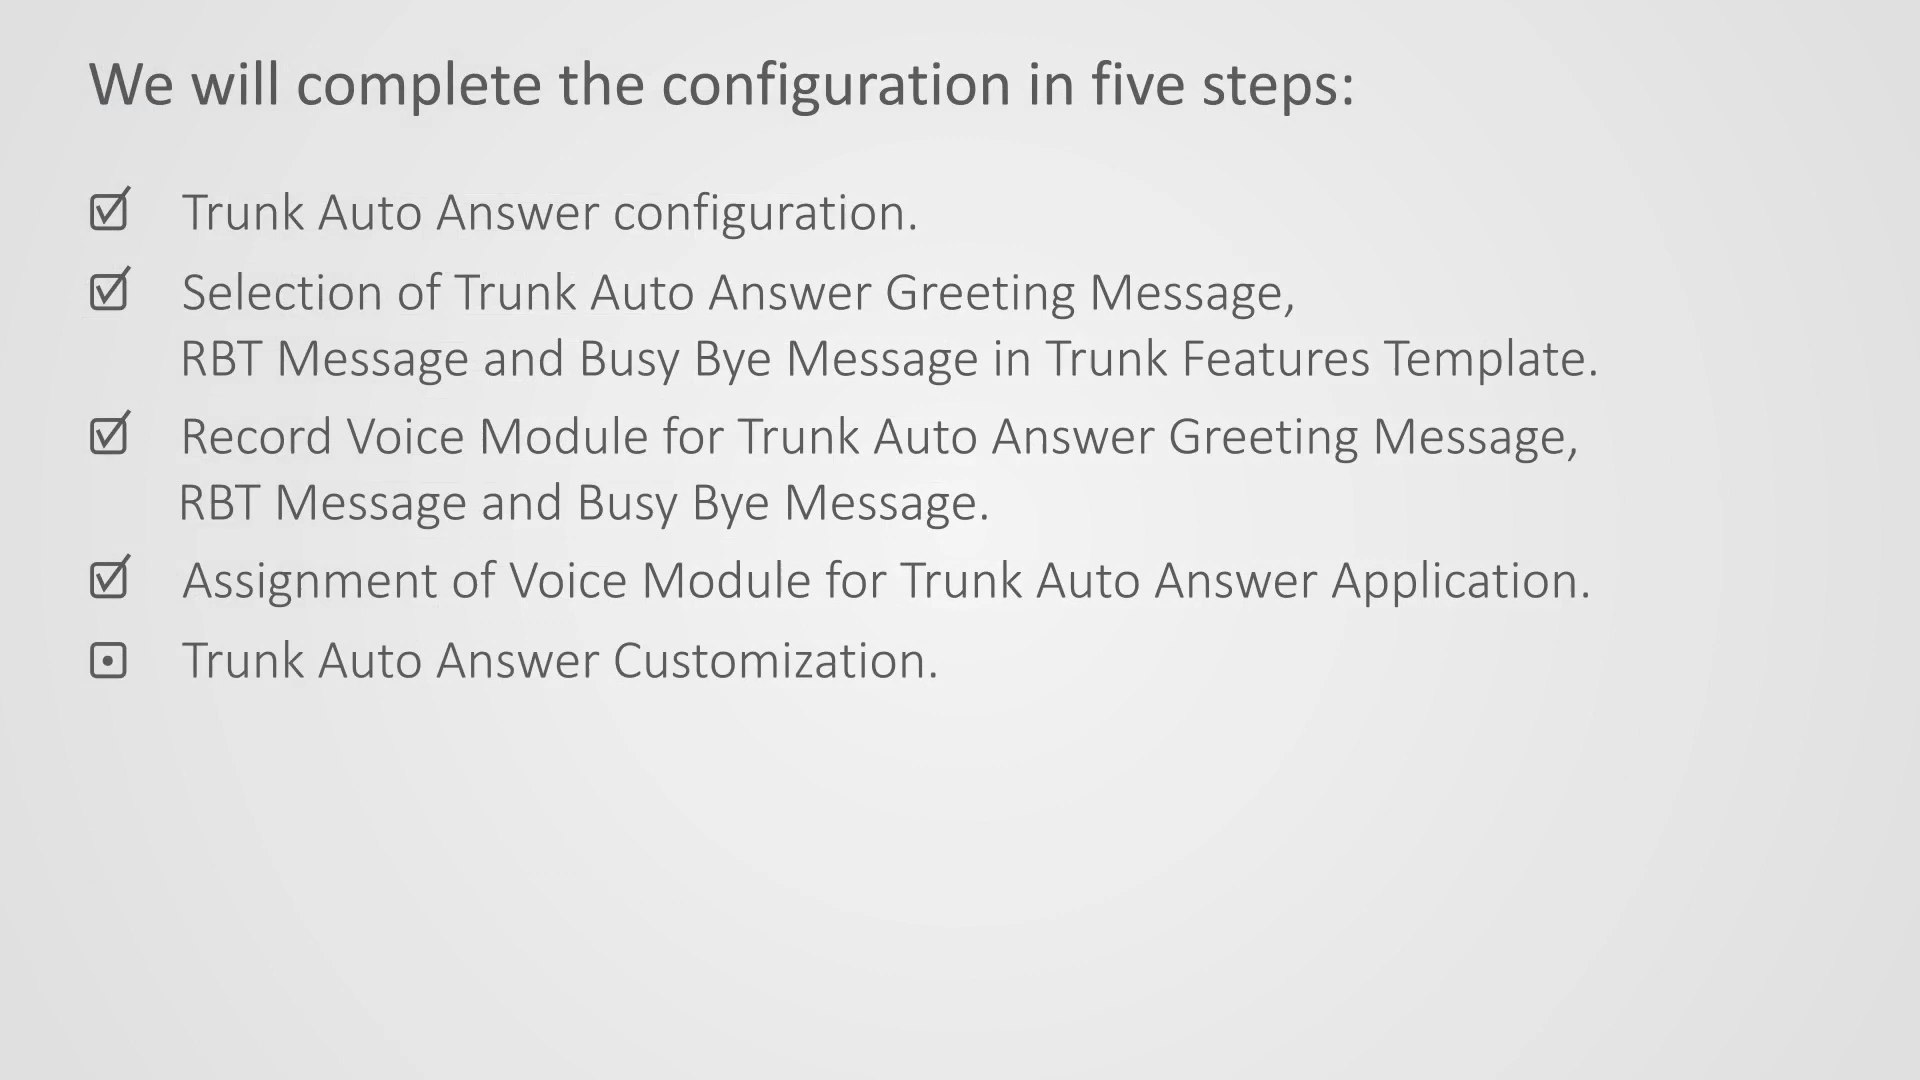 We will complete the configuration in five steps:
Trunk Auto Answer configuration.
Selection of Trunk Auto Answer Greeting Message,
RBT Message and Busy Bye Message in Trunk Features Template.
Record Voice Module for Trunk Auto Answer Greeting Message,
RBT Message and Busy Bye Message.
Assignment of Voice Module for Trunk Auto Answer Application.
Trunk Auto Answer Customization.